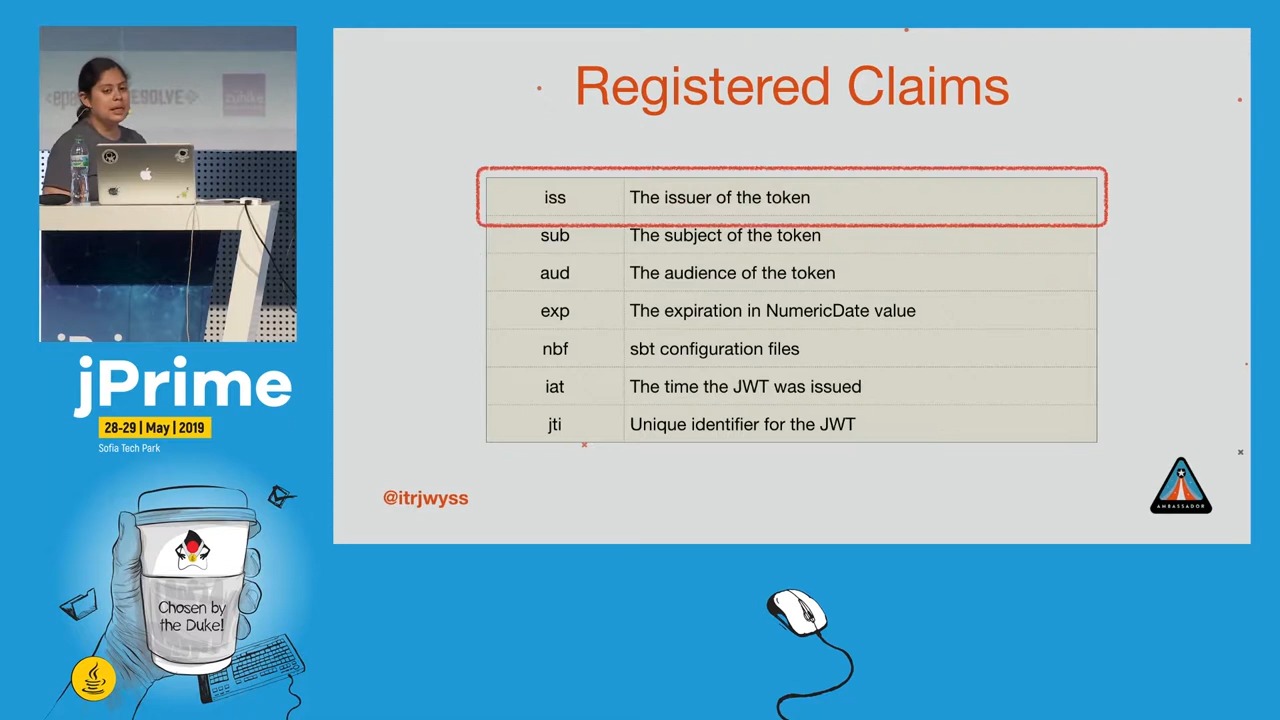 Registered Claims
iss The issuer of the token
sub The subject of the token
aud The audience of the token
exp The expiration in NumericDate value
nbf sbt configuration files
iat The time the JWT was issued
jti Unique identifier for the JWT
@itrjwyss
AMBASSADOR
jPrime
28-29 | May | 2019
Sofia Tech Park
Chosen by
the Duke!